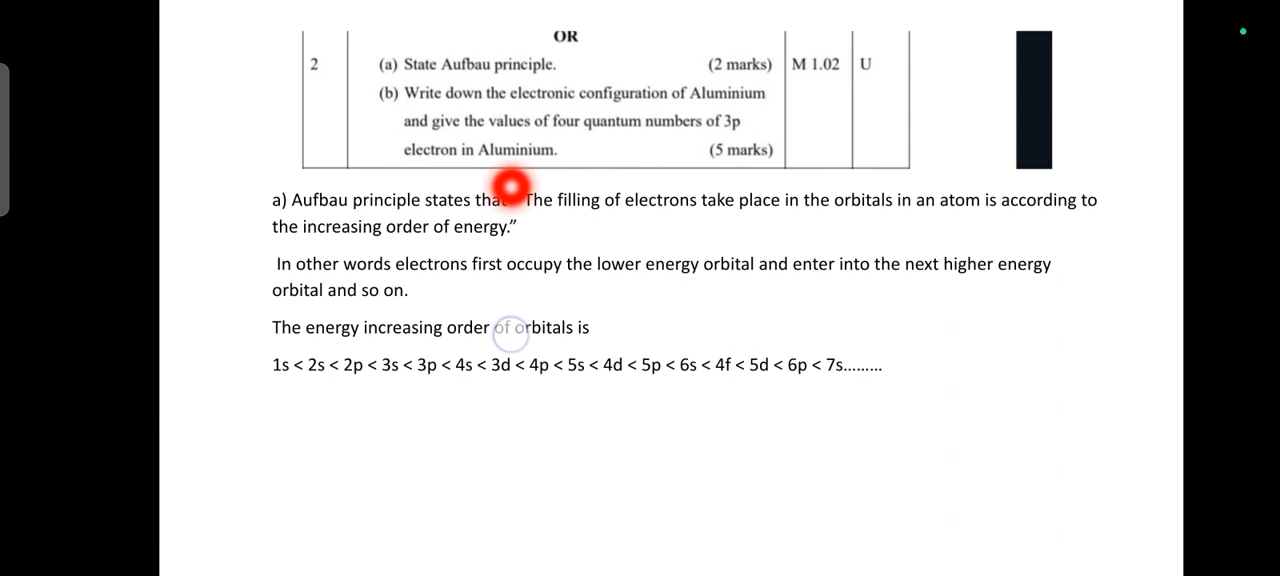 OR
2 (a) State Aufbau principle. (2 marks) M 1.02 U
(b) Write down the electronic configuration of Aluminium
and give the values of four quantum numbers of 3p
electron in Aluminium. (5 marks)
a) Aufbau principle states that The filling of electrons take place in the orbitals in an atom is according to
the increasing order of energy.”
In other words electrons first occupy the lower energy orbital and enter into the next higher energy
orbital and so on.
The energy increasing order of orbitals is
1s < 2s < 2p < 3s < 3p < 4s < 3d < 4p < 5s < 4d < 5p < 6s < 4f < 5d < 6p < 7s.........